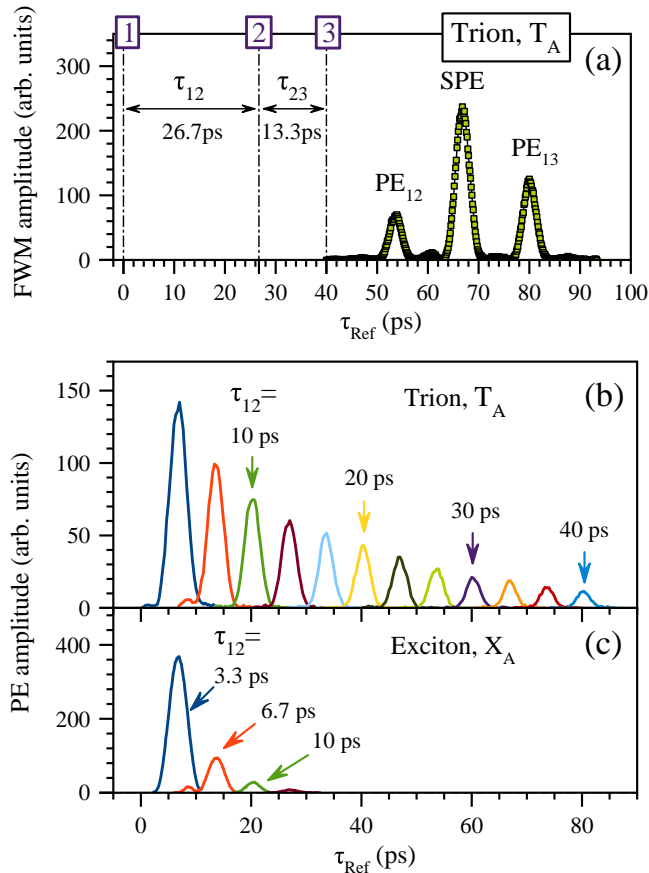 1 2 3 Trion, T_A (a)
τ₁₂ τ₂₃ SPE
26.7ps 13.3ps
PE₁₂ PE₁₃
FWM amplitude (arb. units)
350
300
200
100
0
0 10 20 30 40 50 60 70 80 90 100
τ_Ref (ps)
τ₁₂= Trion, T_A (b)
10 ps
20 ps
30 ps
40 ps
150
100
50
0
PE amplitude (arb. units)
τ₁₂= Exciton, X_A (c)
3.3 ps
6.7 ps
10 ps
400
200
0
0 20 40 60 80
τ_Ref (ps)